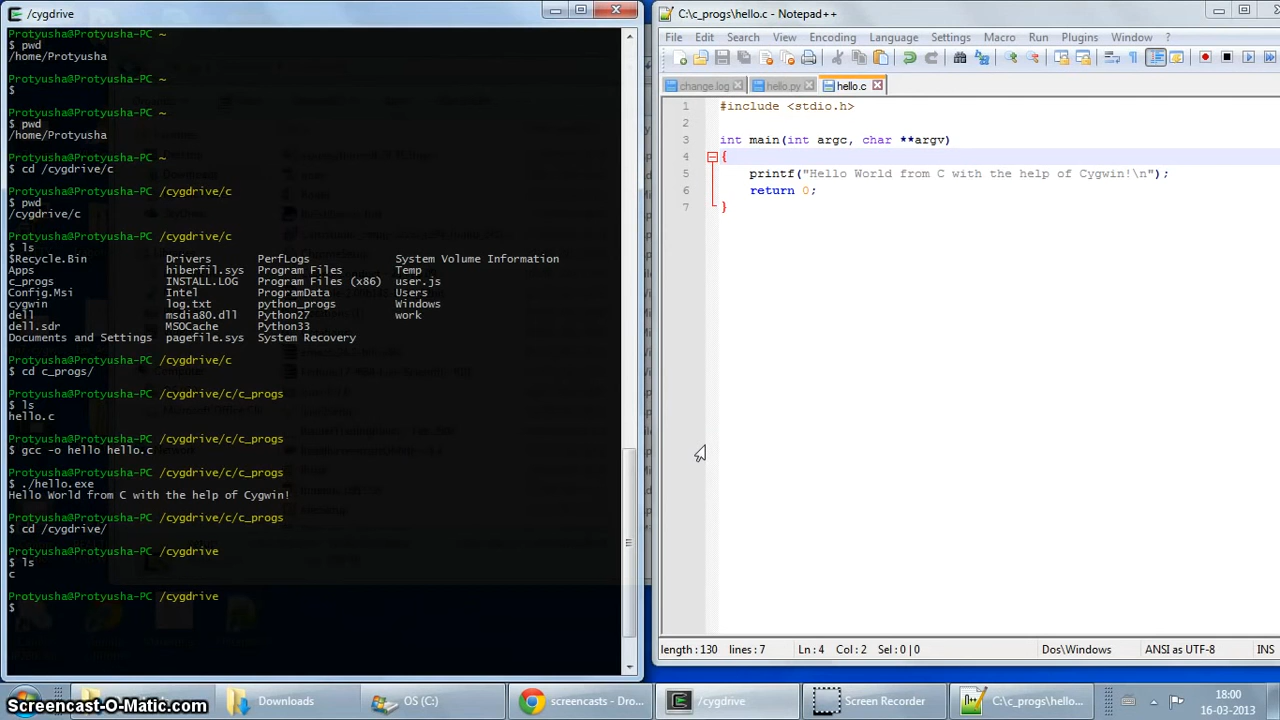 /cygdrive
Protyusha@Protyusha-PC ~
$ pwd
/home/Protyusha
Protyusha@Protyusha-PC ~
$
Protyusha@Protyusha-PC ~
$ pwd
/home/Protyusha
Protyusha@Protyusha-PC ~
$ cd /cygdrive/c
Protyusha@Protyusha-PC /cygdrive/c
$ pwd
/cygdrive/c
Protyusha@Protyusha-PC /cygdrive/c
$ ls
$Recycle.Bin Drivers PerfLogs System Volume Information
Apps hiberfil.sys Program Files Temp
c_progs INSTALL.LOG Program Files (x86) user.js
Config.Msi Intel ProgramData Users
cygwin log.txt python_progs Windows
dell msdia80.dll Python27 work
dell.sdr MSOCache Python33
Documents and Settings pagefile.sys System Recovery
Protyusha@Protyusha-PC /cygdrive/c
$ cd c_progs/
Protyusha@Protyusha-PC /cygdrive/c/c_progs
$ ls
hello.c
Protyusha@Protyusha-PC /cygdrive/c/c_progs
$ gcc -o hello hello.c
Protyusha@Protyusha-PC /cygdrive/c/c_progs
$ ./hello.exe
Hello World from C with the help of Cygwin!
Protyusha@Protyusha-PC /cygdrive/c/c_progs
$ cd /cygdrive/
Protyusha@Protyusha-PC /cygdrive
$ ls
c
Protyusha@Protyusha-PC /cygdrive
$
C:\c_progs\hello.c - Notepad++
File Edit Search View Encoding Language Settings Macro Run Plugins Window ?
change.log hello.py hello.c
1 #include <stdio.h>
2
3 int main(int argc, char **argv)
4 {
5 printf("Hello World from C with the help of Cygwin!\n");
6 return 0;
7 }
length : 130 lines : 7 Ln : 4 Col : 2 Sel : 0 | 0 Dos\Windows ANSI as UTF-8 INS
Downloads OS (C:) screencasts - Dro... /cygdrive Screen Recorder C:\c_progs\hello... 18:00
16-03-2013
Screencast-O-Matic.com